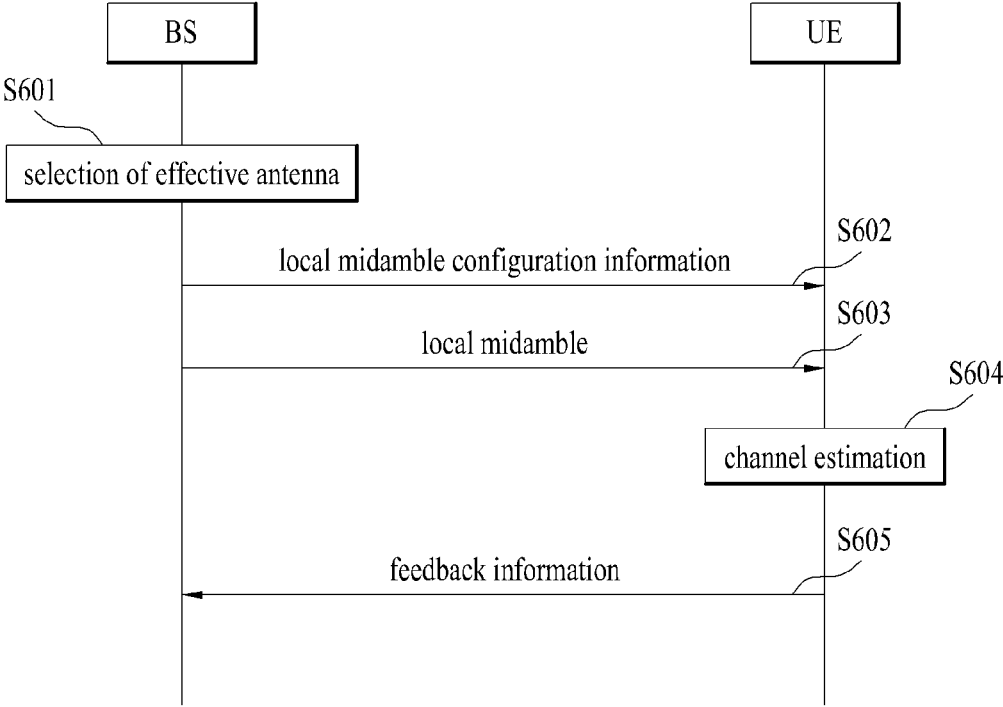 BS
UE
S601
selection of effective antenna
S602
local midamble configuration information
S603
local midamble
S604
channel estimation
S605
feedback information